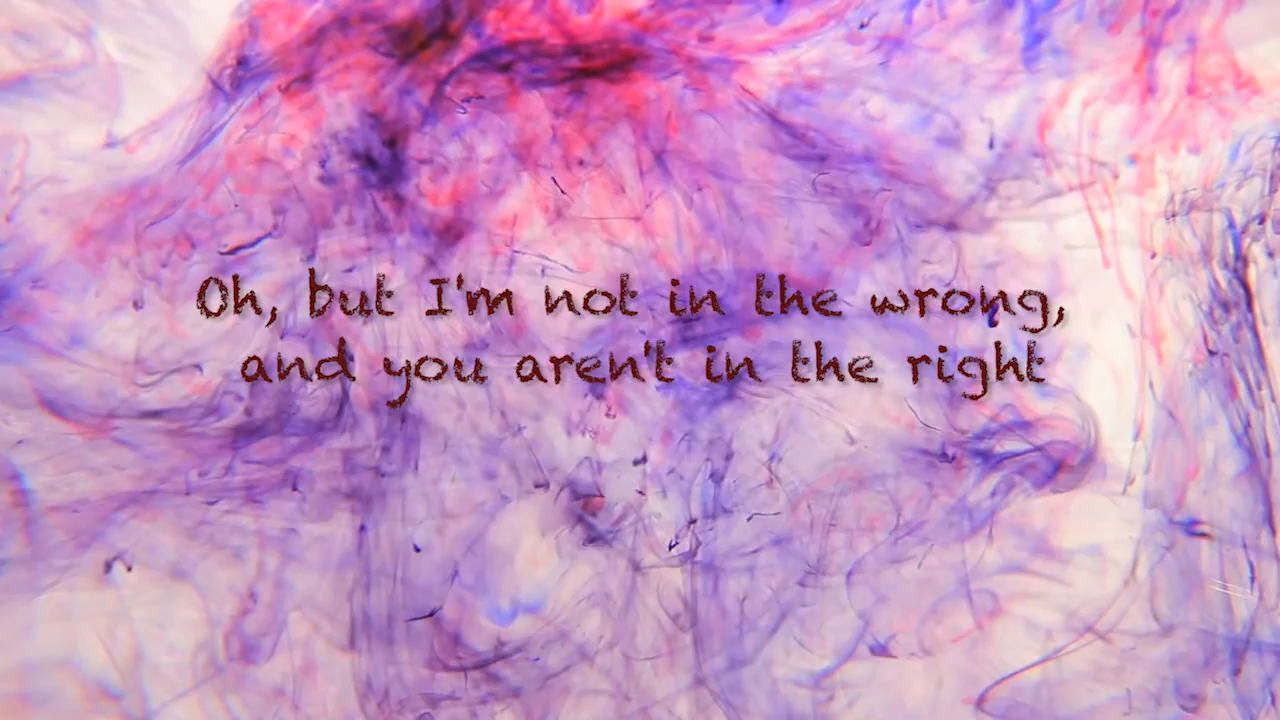 Oh, but I'm not in the wrong,
and you aren't in the right